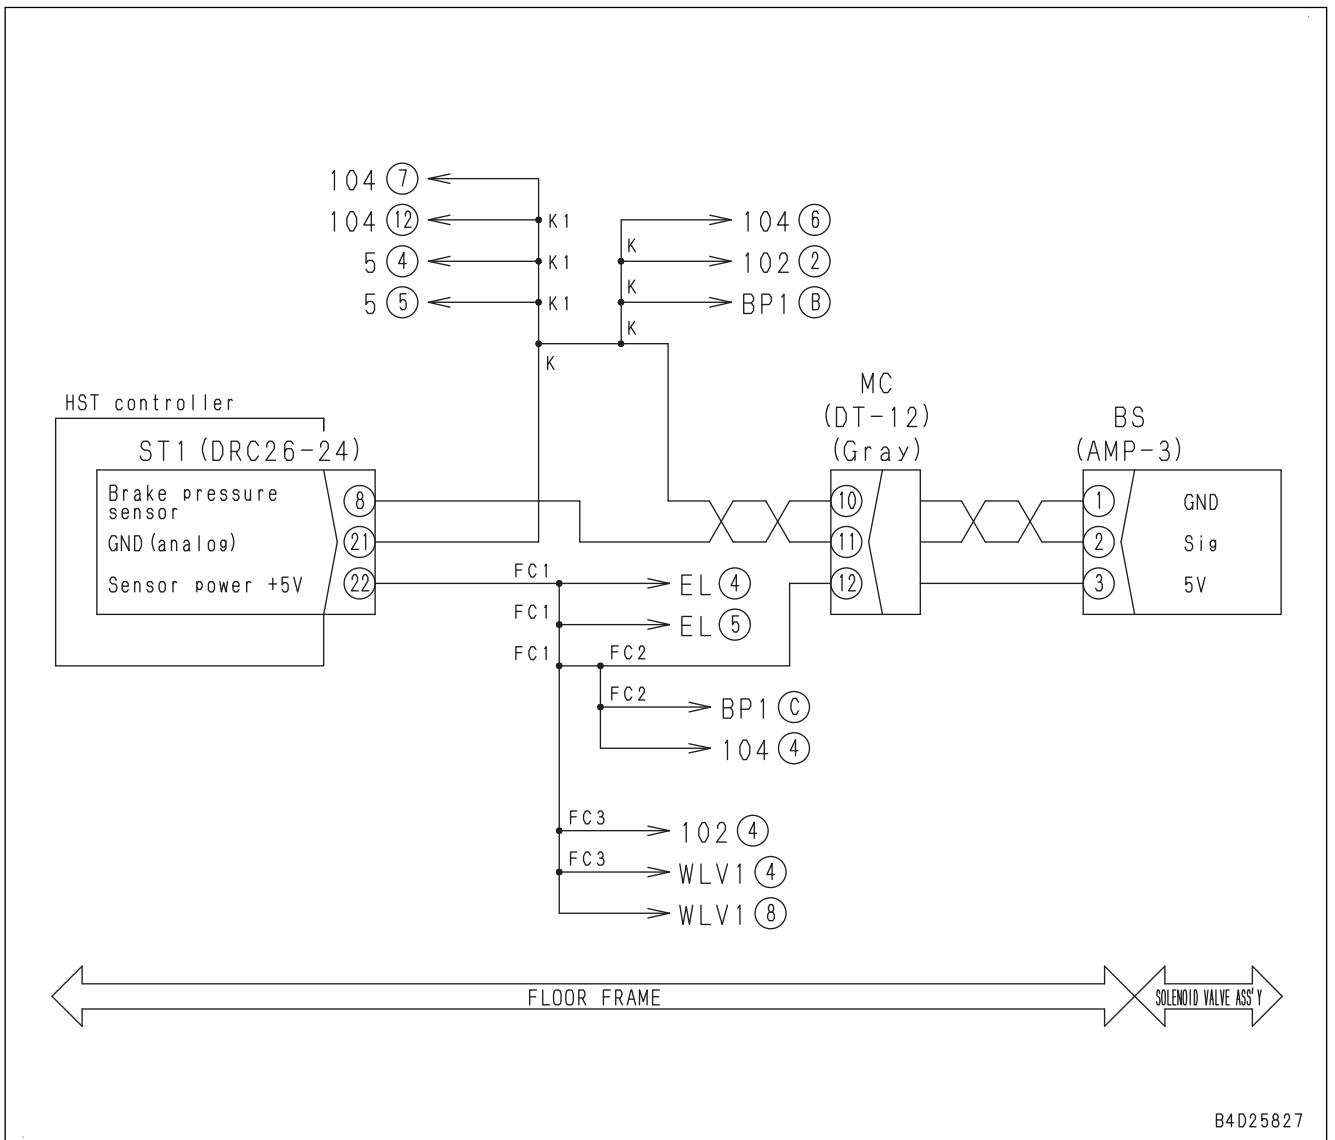 104 7
104 12 K1 104 6
K
5 4 K1 102 2
K
5 5 K1 BP1 B
K
K
MC
HST controller
(DT-12) BS
ST1 (DRC26-24) (Gray) (AMP-3)
Brake pressure 8 10 1 GND
sensor
GND (analog) 21 11 2 Sig
FC1
Sensor power +5V 22 EL 4 12 3 5V
FC1
EL 5
FC1 FC2
FC2
BP1 C
104 4
FC3
102 4
FC3
WLV1 4
WLV1 8
FLOOR FRAME SOLENOID VALVE ASS'Y
B4D25827